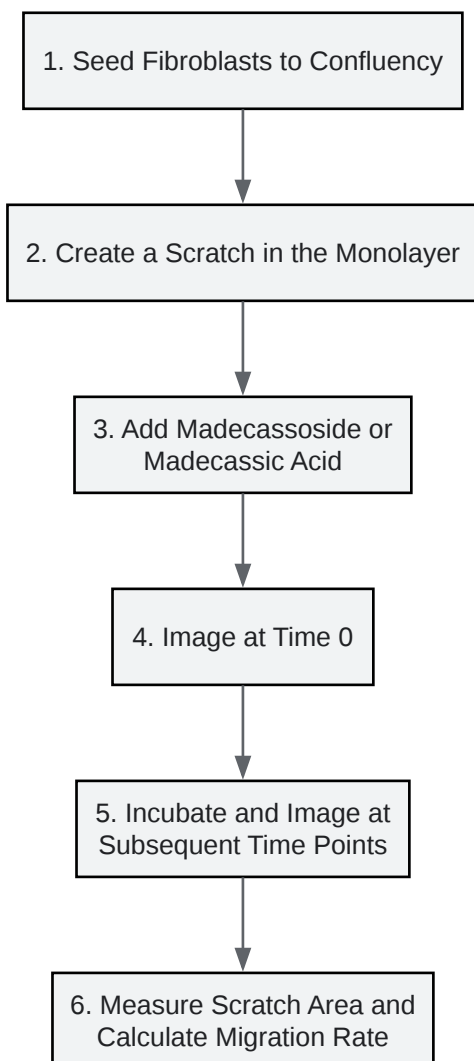 1. Seed Fibroblasts to Confluency
2. Create a Scratch in the Monolayer
3. Add Madecassoside or
Madecassic Acid
4. Image at Time 0
5. Incubate and Image at
Subsequent Time Points
6. Measure Scratch Area and
Calculate Migration Rate